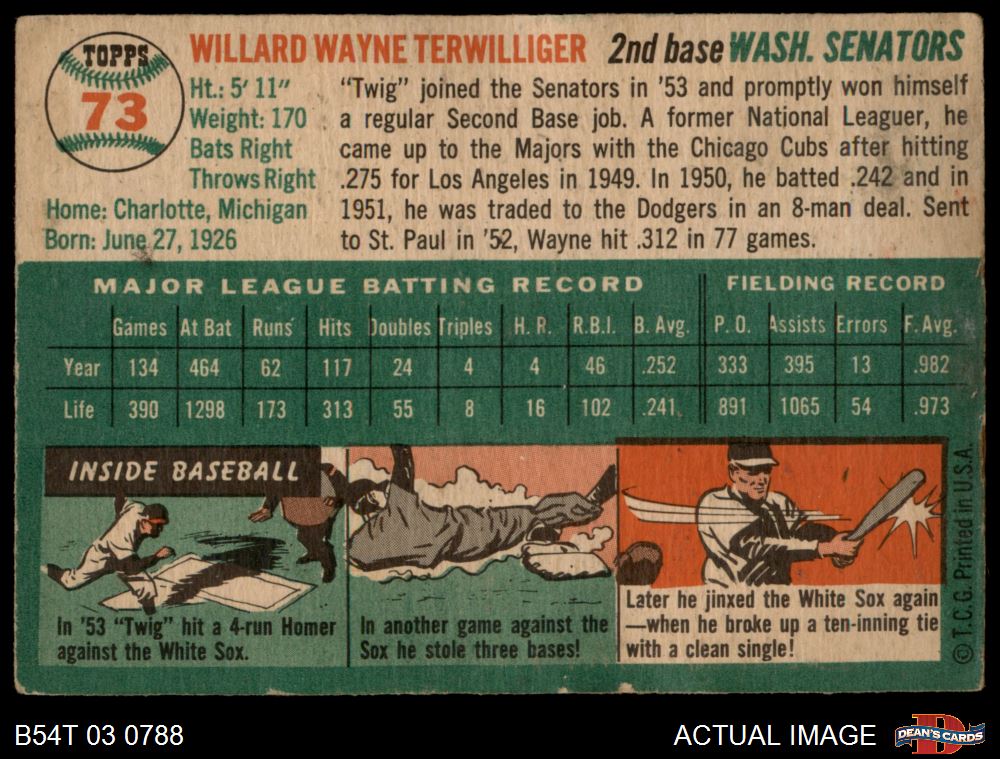 TOPPS
73
WILLARD WAYNE TERWILLIGER 2nd base WASH. SENATORS
Ht.: 5' 11"
Weight: 170
Bats Right
Throws Right
Home: Charlotte, Michigan
Born: June 27, 1926
"Twig" joined the Senators in '53 and promptly won himself
a regular Second Base job. A former National Leaguer, he
came up to the Majors with the Chicago Cubs after hitting
.275 for Los Angeles in 1949. In 1950, he batted .242 and in
1951, he was traded to the Dodgers in an 8-man deal. Sent
to St. Paul in '52, Wayne hit .312 in 77 games.
MAJOR LEAGUE BATTING RECORD FIELDING RECORD
Games At Bat Runs Hits Doubles Triples H. R. R.B.I. B. Avg. P. O. Assists Errors F. Avg.
Year 134 464 62 117 24 4 4 46 .252 333 395 13 .982
Life 390 1298 173 313 55 8 16 102 .241 891 1065 54 .973
INSIDE BASEBALL
In '53 "Twig" hit a 4-run Homer
against the White Sox.
In another game against the
Sox he stole three bases!
Later he jinxed the White Sox again
—when he broke up a ten-inning tie
with a clean single!
© T.C.G. Printed in U.S.A.
B54T 03 0788 ACTUAL IMAGE
DEAN'S CARDS